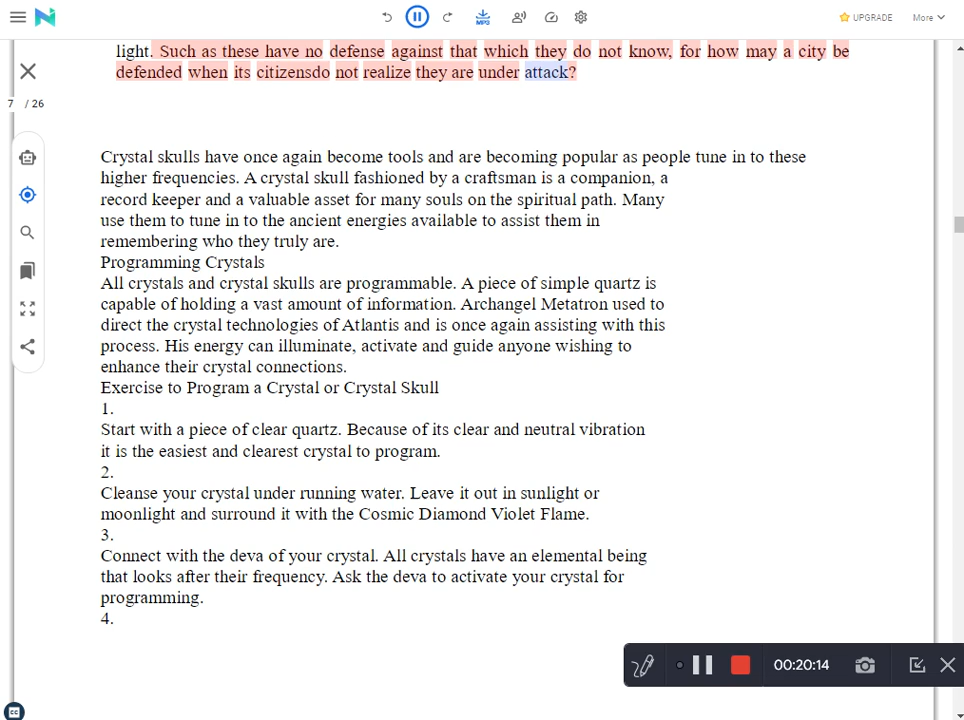 MP3
UPGRADE
More
light. Such as these have no defense against that which they do not know, for how may a city be
defended when its citizensdo not realize they are under attack?
7 / 26
Crystal skulls have once again become tools and are becoming popular as people tune in to these
higher frequencies. A crystal skull fashioned by a craftsman is a companion, a
record keeper and a valuable asset for many souls on the spiritual path. Many
use them to tune in to the ancient energies available to assist them in
remembering who they truly are.
Programming Crystals
All crystals and crystal skulls are programmable. A piece of simple quartz is
capable of holding a vast amount of information. Archangel Metatron used to
direct the crystal technologies of Atlantis and is once again assisting with this
process. His energy can illuminate, activate and guide anyone wishing to
enhance their crystal connections.
Exercise to Program a Crystal or Crystal Skull
1.
Start with a piece of clear quartz. Because of its clear and neutral vibration
it is the easiest and clearest crystal to program.
2.
Cleanse your crystal under running water. Leave it out in sunlight or
moonlight and surround it with the Cosmic Diamond Violet Flame.
3.
Connect with the deva of your crystal. All crystals have an elemental being
that looks after their frequency. Ask the deva to activate your crystal for
programming.
4.
00:20:14
CC